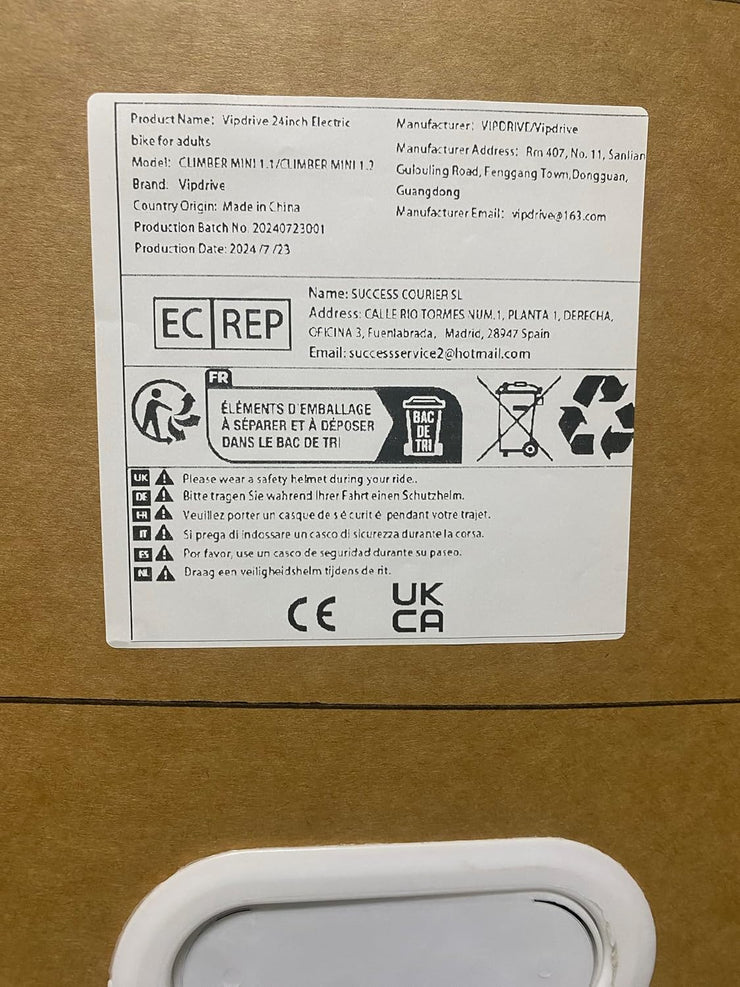 Product Name: Vipdrive 24inch Electric
bike for adults
Model: CLIMBER MINI 1.1/CLIMBER MINI 1.2
Brand: Vipdrive
Country Origin: Made in China
Production Batch No. 20240723001
Production Date: 2024 /7 /23
Manufacturer: VIPDRIVE/Vipdrive
Manufacturer Address: Rm 407, No. 11, Sanlian
Gulouling Road, Fenggang Town,Dongguan,
Guangdong
Manufacturer Email: vipdrive@163.com
EC REP
Name: SUCCESS COURIER SL
Address: CALLE RIO TORMES NUM.1, PLANTA 1, DERECHA,
OFICINA 3, Fuenlabrada, Madrid, 28947 Spain
Email: successservice2@hotmail.com
FR
ÉLÉMENTS D'EMBALLAGE
À SÉPARER ET À DÉPOSER
DANS LE BAC DE TRI
BAC
DE
TRI
UK Please wear a safety helmet during your ride..
DE Bitte tragen Sie wahrend Ihrer Fahrt einen Schutzhelm.
FR Veuillez porter un casque de sécurité pendant votre trajet.
IT Si prega di indossare un casco di sicurezza durante la corsa.
ES Por favor, use un casco de seguridad durante su paseo.
NL Draag een veiligheidshelm tijdens de rit.
CE
UK
CA